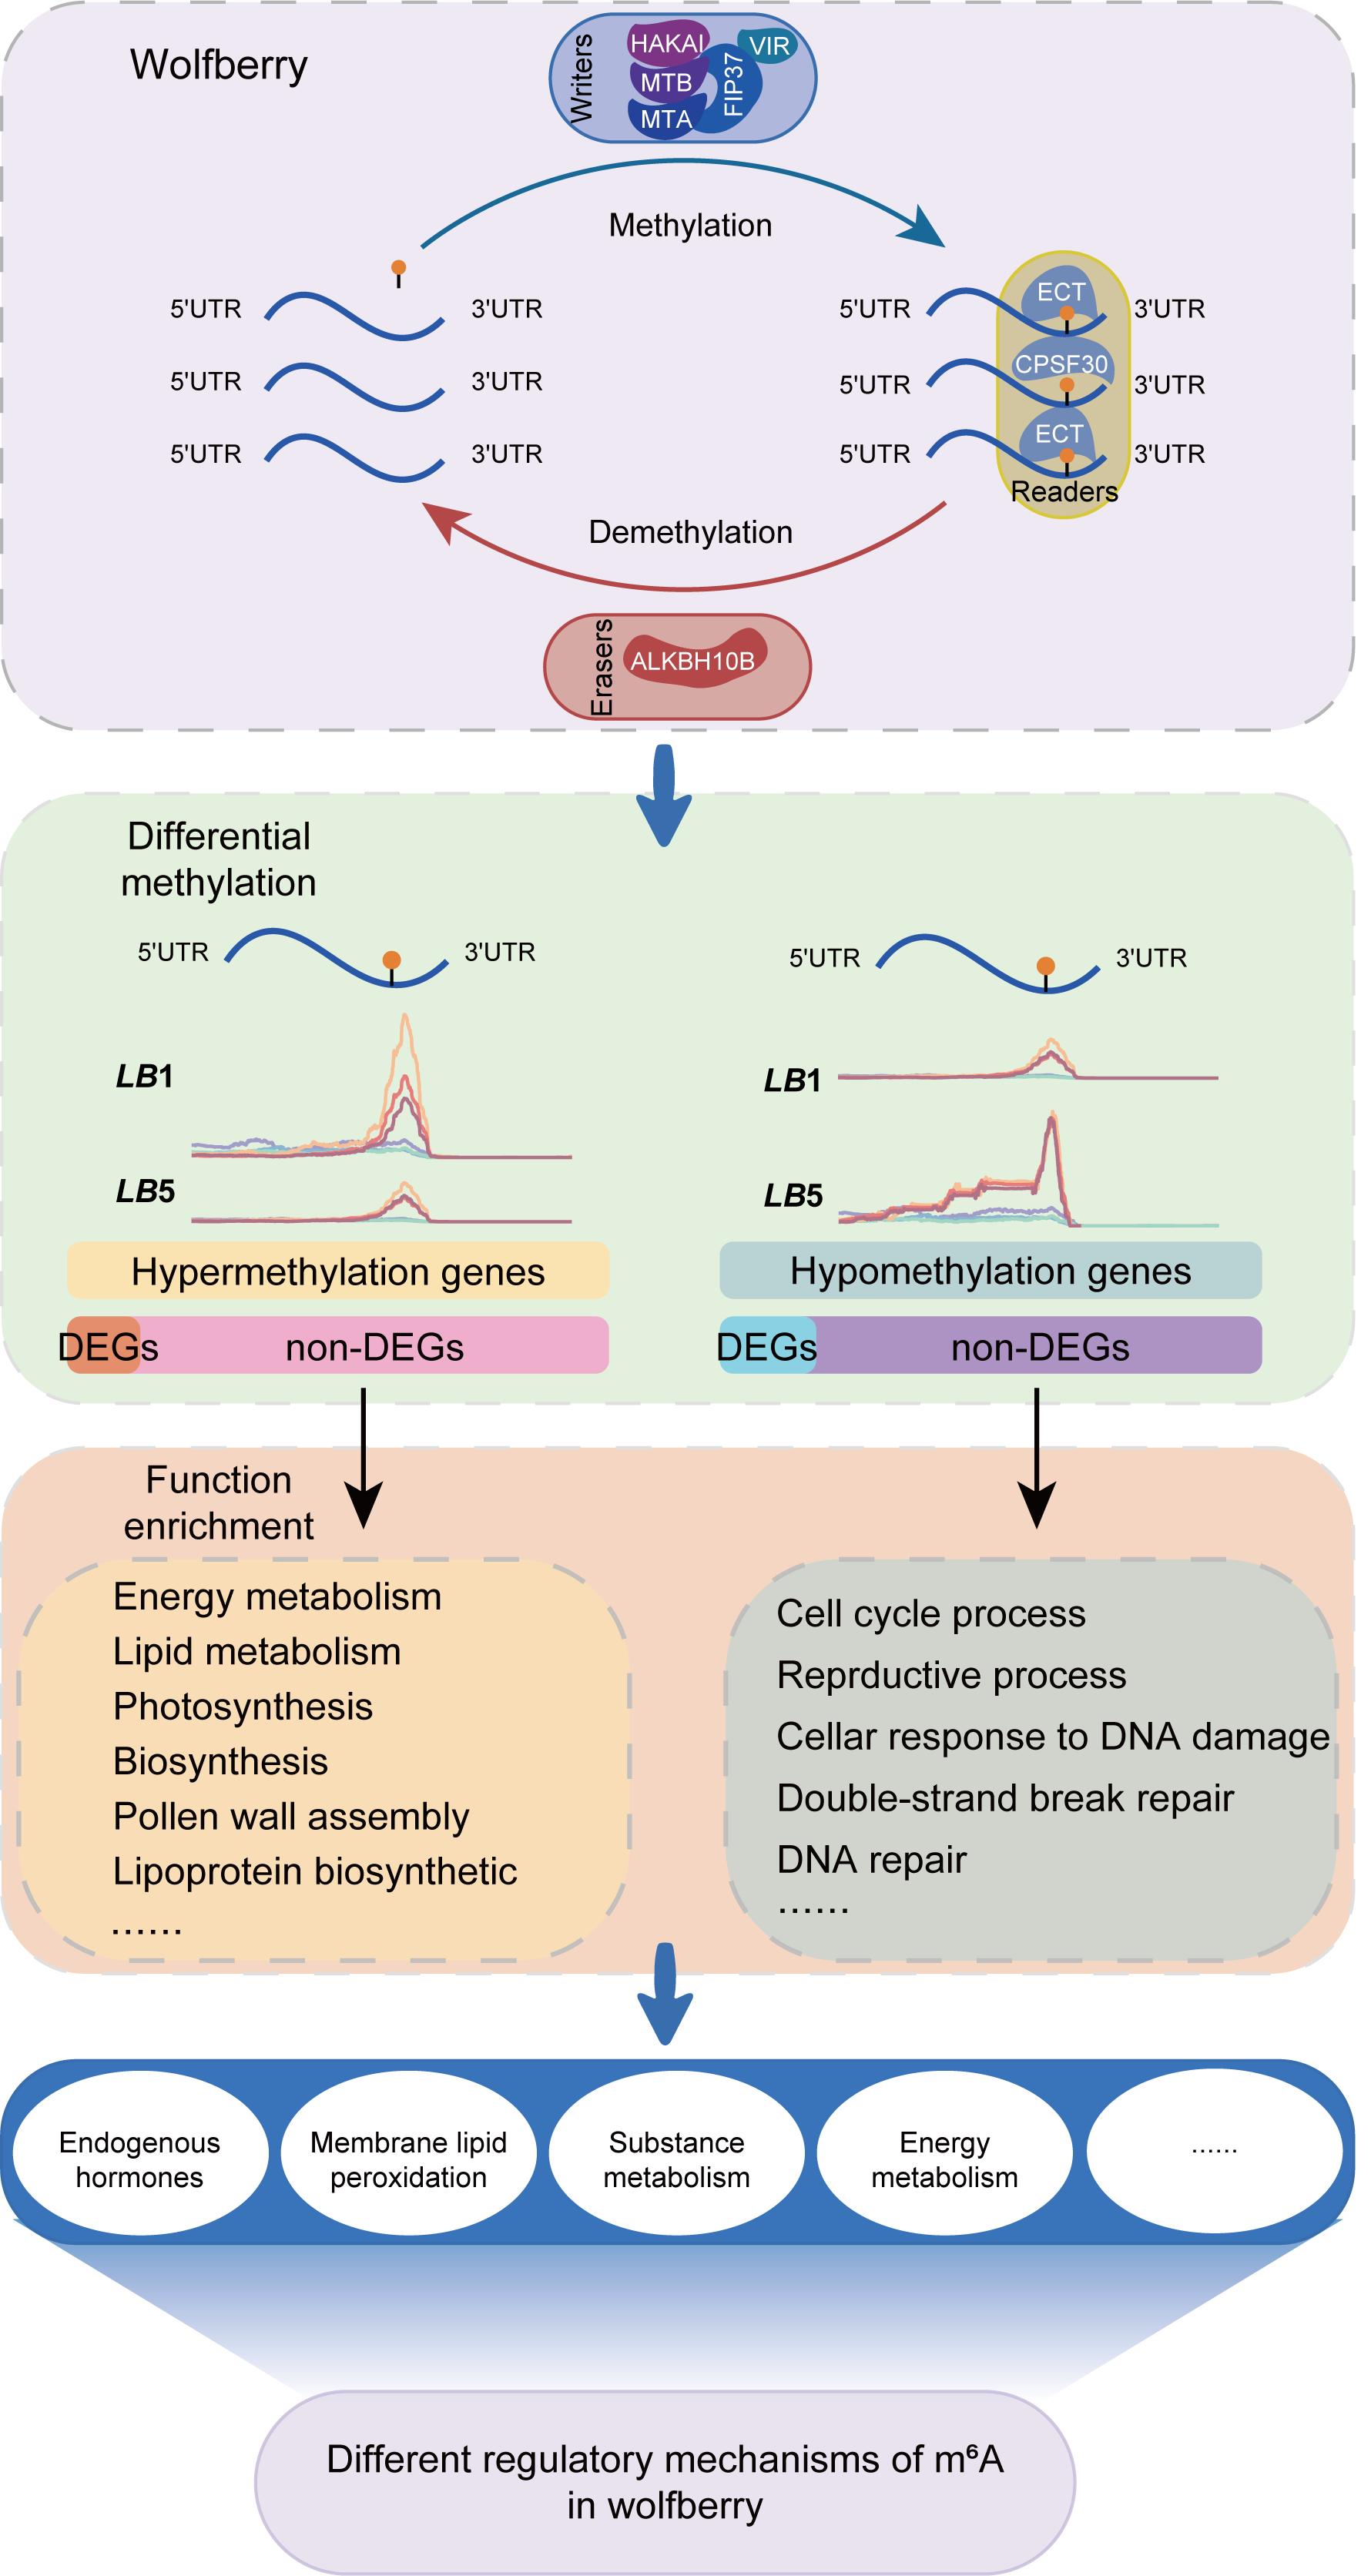 Wolfberry
Writers
HAKAI
VIR
MTB
FIP37
MTA
Methylation
5'UTR
3'UTR
5'UTR
3'UTR
5'UTR
3'UTR
5'UTR
ECT
3'UTR
5'UTR
CPSF30
3'UTR
5'UTR
ECT
3'UTR
Readers
Demethylation
Erasers
ALKBH10B
Differential
methylation
5'UTR
3'UTR
LB1
LB5
Hypermethylation genes
DEGs
non-DEGs
5'UTR
3'UTR
LB1
LB5
Hypomethylation genes
DEGs
non-DEGs
Function
enrichment
Energy metabolism
Lipid metabolism
Photosynthesis
Biosynthesis
Pollen wall assembly
Lipoprotein biosynthetic
......
Cell cycle process
Reprductive process
Cellar response to DNA damage
Double-strand break repair
DNA repair
......
Endogenous
hormones
Membrane lipid
peroxidation
Substance
metabolism
Energy
metabolism
......
Different regulatory mechanisms of m⁶A
in wolfberry